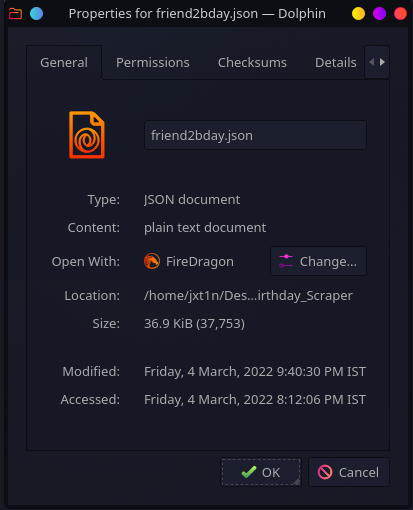 Properties for friend2bday.json — Dolphin
General Permissions Checksums Details
friend2bday.json
Type: JSON document
Content: plain text document
Open With: FireDragon Change...
Location: /home/jxt1n/Des...irthday_Scraper
Size: 36.9 KiB (37,753)
Modified: Friday, 4 March, 2022 9:40:30 PM IST
Accessed: Friday, 4 March, 2022 8:12:06 PM IST
OK Cancel